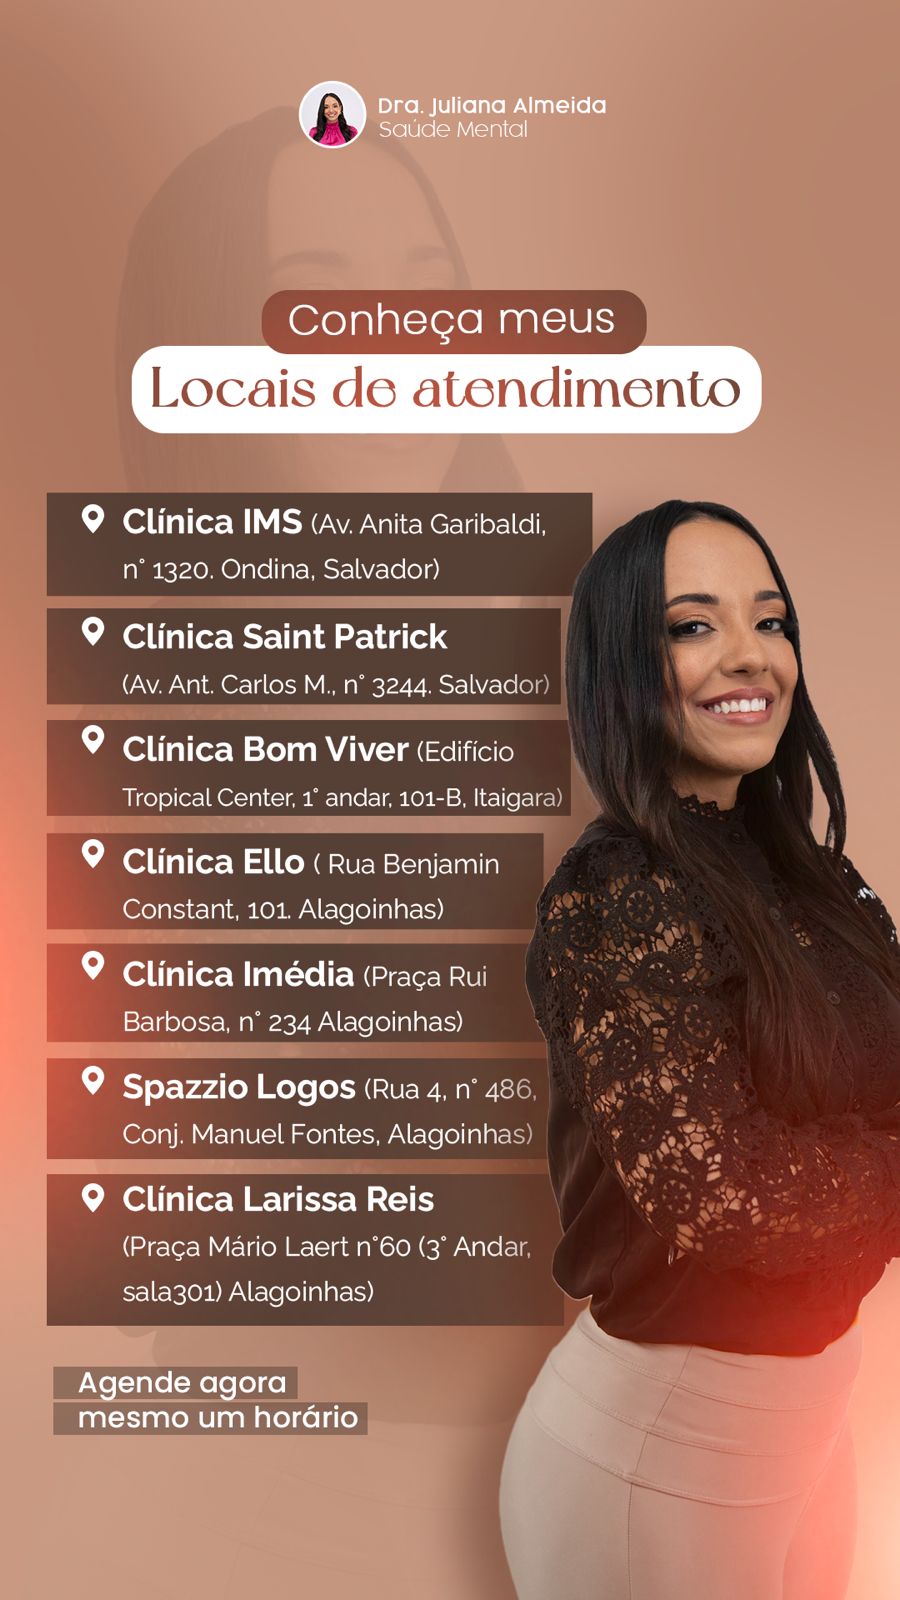 Dra. Juliana Almeida
Saúde Mental
Conheça meus
Locais de atendimento
Clínica IMS (Av. Anita Garibaldi,
n° 1320. Ondina, Salvador)
Clínica Saint Patrick
(Av. Ant. Carlos M., n° 3244. Salvador)
Clínica Bom Viver (Edifício
Tropical Center, 1° andar, 101-B, Itaigara)
Clínica Ello ( Rua Benjamin
Constant, 101. Alagoinhas)
Clínica Imédia (Praça Rui
Barbosa, n° 234 Alagoinhas)
Spazzio Logos (Rua 4, n° 486,
Conj. Manuel Fontes, Alagoinhas)
Clínica Larissa Reis
(Praça Mário Laert n°60 (3° Andar,
sala301) Alagoinhas)
Agende agora
mesmo um horário